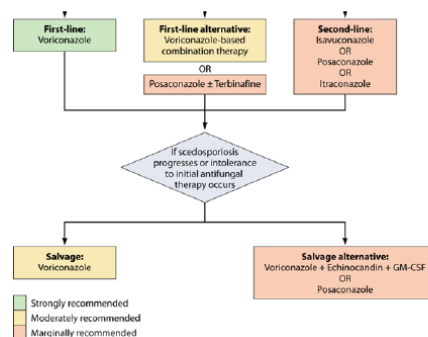 First-line:
Voriconazole
First-line alternative:
Voriconazole-based
combination therapy
OR
Posaconazole ± Terbinafine
Second-line:
Isavuconazole
OR
Posaconazole
OR
Itraconazole
If scedosporiosis
progresses or intolerance
to initial antifungal
therapy occurs
Salvage:
Voriconazole
Salvage alternative:
Voriconazole + Echinocandin + GM-CSF
OR
Posaconazole
Strongly recommended
Moderately recommended
Marginally recommended